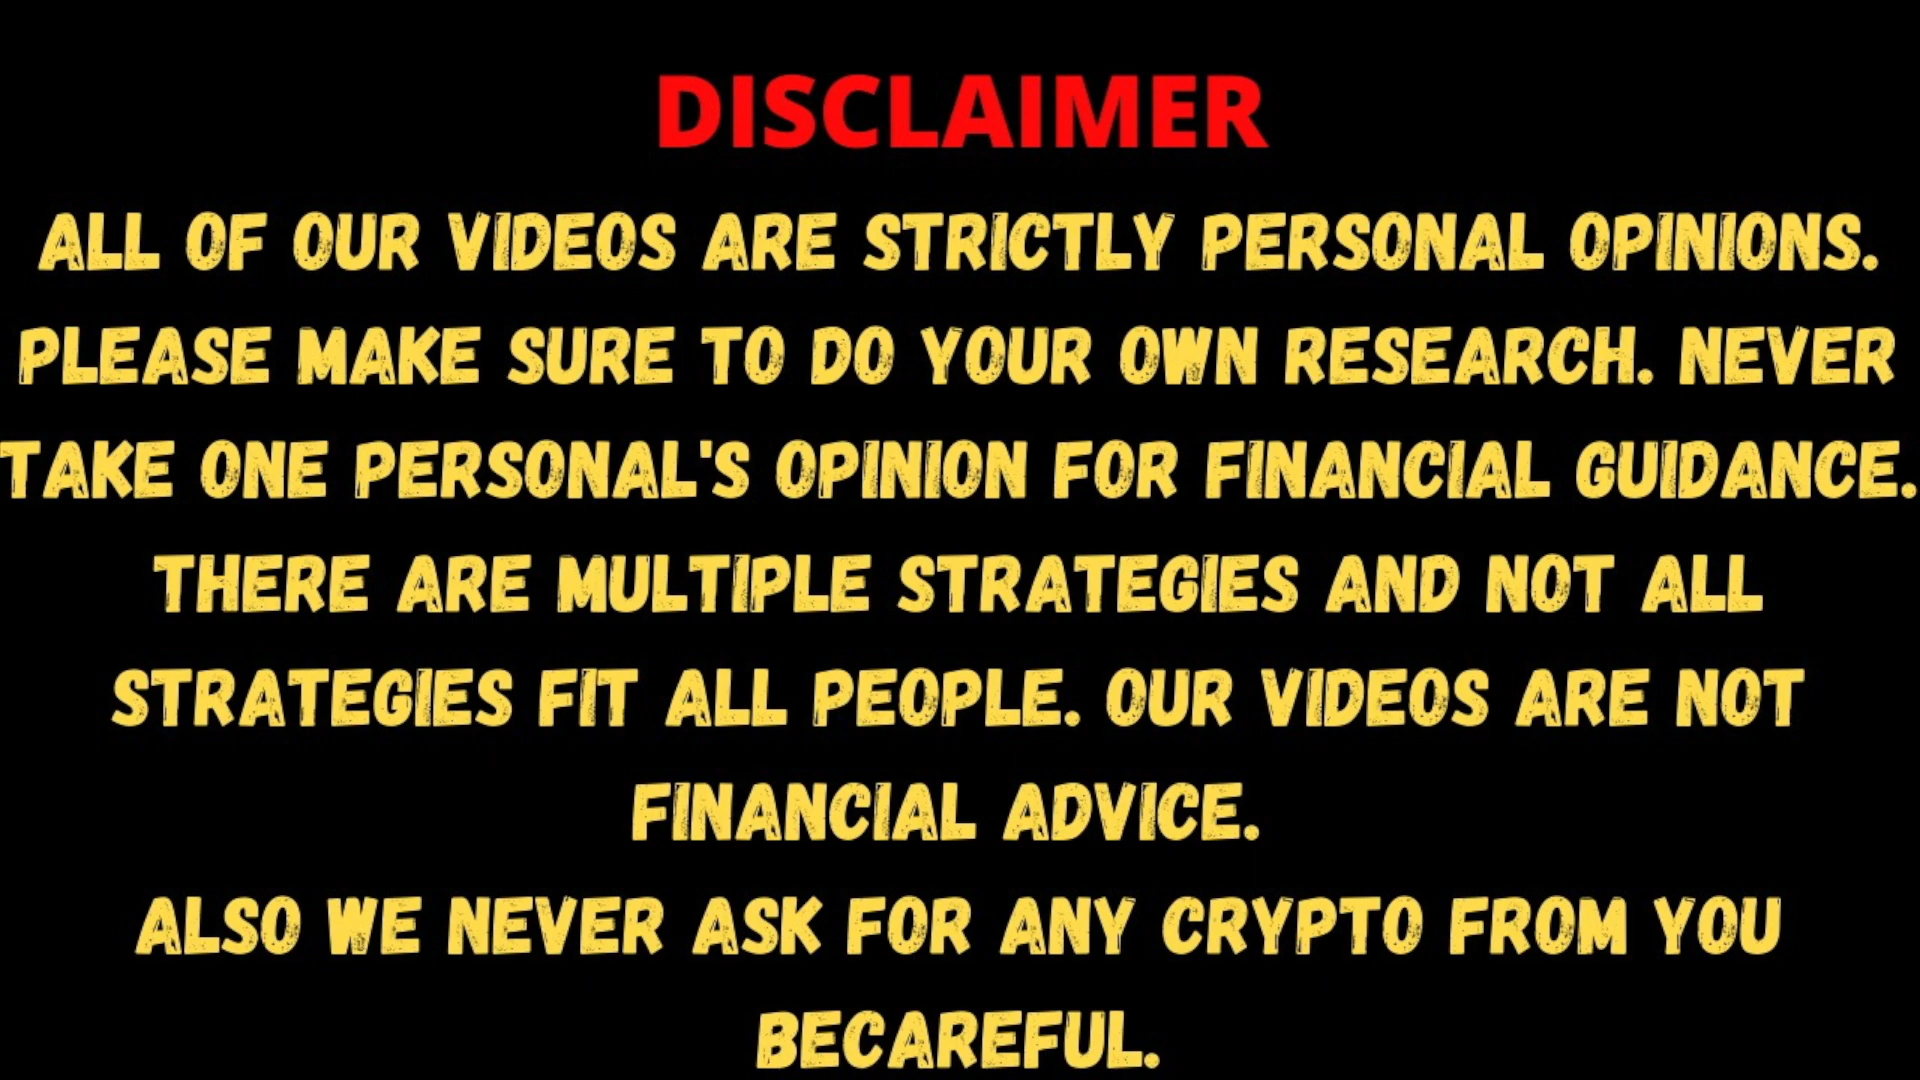 DISCLAIMER
ALL OF OUR VIDEOS ARE STRICTLY PERSONAL OPINIONS.
PLEASE MAKE SURE TO DO YOUR OWN RESEARCH. NEVER
TAKE ONE PERSONAL'S OPINION FOR FINANCIAL GUIDANCE.
THERE ARE MULTIPLE STRATEGIES AND NOT ALL
STRATEGIES FIT ALL PEOPLE. OUR VIDEOS ARE NOT
FINANCIAL ADVICE.
ALSO WE NEVER ASK FOR ANY CRYPTO FROM YOU
BECAREFUL.